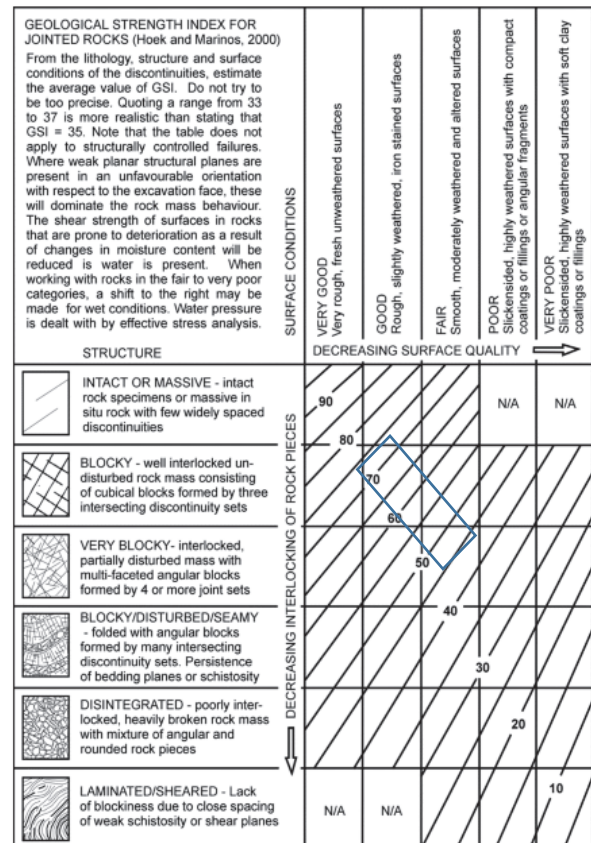 GEOLOGICAL STRENGTH INDEX FOR
JOINTED ROCKS (Hoek and Marinos, 2000)
From the lithology, structure and surface
conditions of the discontinuities, estimate
the average value of GSI. Do not try to
be too precise. Quoting a range from 33
to 37 is more realistic than stating that
GSI = 35. Note that the table does not
apply to structurally controlled failures.
Where weak planar structural planes are
present in an unfavourable orientation
with respect to the excavation face, these
will dominate the rock mass behaviour.
The shear strength of surfaces in rocks
that are prone to deterioration as a result
of changes in moisture content will be
reduced is water is present. When
working with rocks in the fair to very poor
categories, a shift to the right may be
made for wet conditions. Water pressure
is dealt with by effective stress analysis.
SURFACE CONDITIONS
VERY GOOD
Very rough, fresh unweathered surfaces
GOOD
Rough, slightly weathered, iron stained surfaces
FAIR
Smooth, moderately weathered and altered surfaces
POOR
Slickensided, highly weathered surfaces with compact
coatings or fillings or angular fragments
VERY POOR
Slickensided, highly weathered surfaces with soft clay
coatings or fillings
STRUCTURE
DECREASING SURFACE QUALITY
DECREASING INTERLOCKING OF ROCK PIECES
INTACT OR MASSIVE - intact
rock specimens or massive in
situ rock with few widely spaced
discontinuities
90
N/A
N/A
80
BLOCKY - well interlocked un-
disturbed rock mass consisting
of cubical blocks formed by three
intersecting discontinuity sets
70
60
VERY BLOCKY- interlocked,
partially disturbed mass with
multi-faceted angular blocks
formed by 4 or more joint sets
50
40
BLOCKY/DISTURBED/SEAMY
- folded with angular blocks
formed by many intersecting
discontinuity sets. Persistence
of bedding planes or schistosity
30
DISINTEGRATED - poorly inter-
locked, heavily broken rock mass
with mixture of angular and
rounded rock pieces
20
LAMINATED/SHEARED - Lack
of blockiness due to close spacing
of weak schistosity or shear planes
N/A
N/A
10